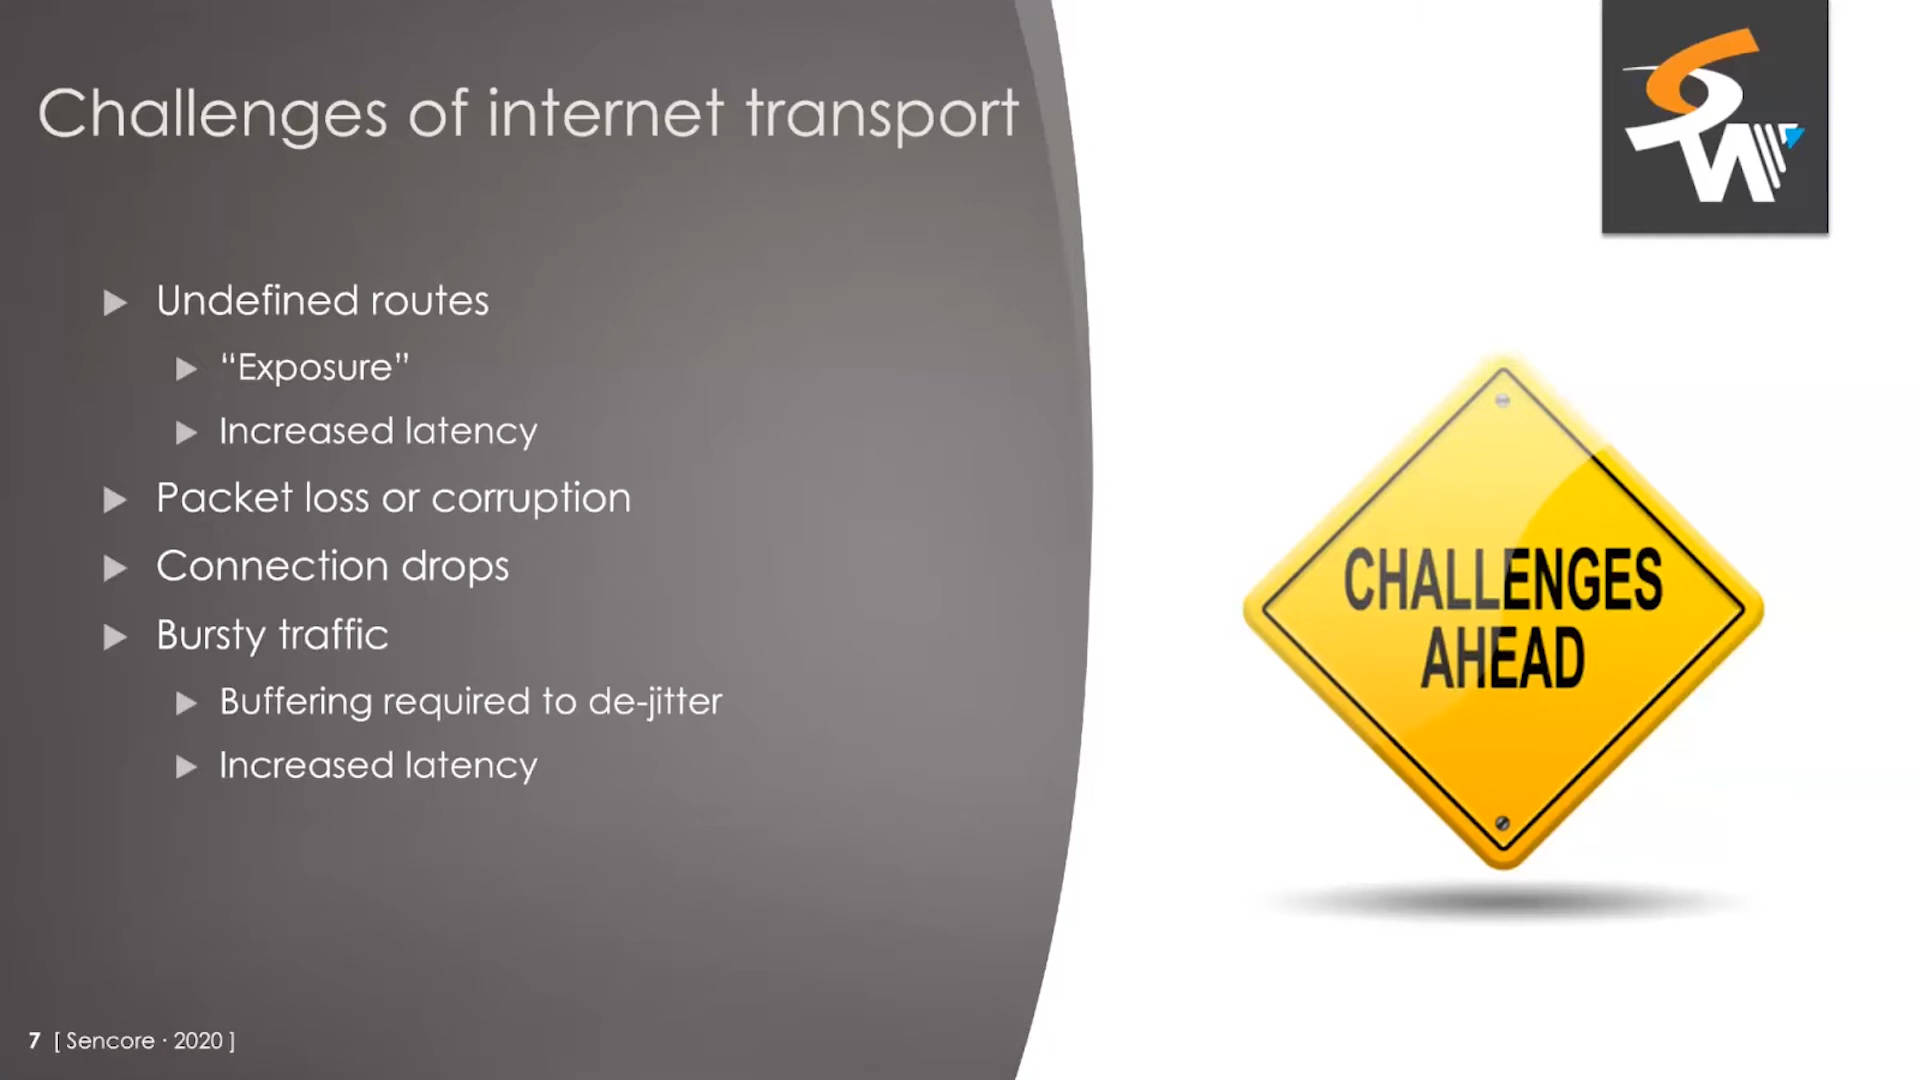 Challenges of internet transport
Undefined routes
“Exposure”
Increased latency
Packet loss or corruption
Connection drops
Bursty traffic
Buffering required to de-jitter
Increased latency
CHALLENGES
AHEAD
7 [ Sencore · 2020 ]